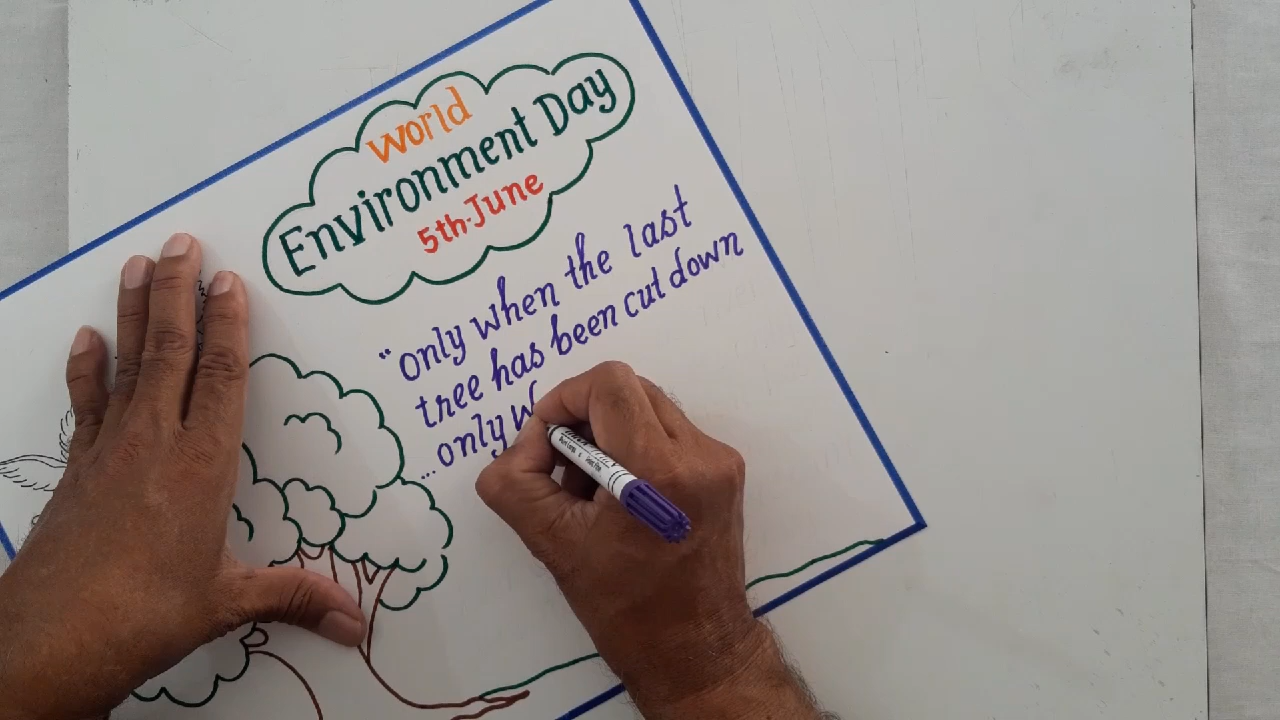 World
Environment Day
5th-June
"only when the last
tree has been cut down
...only w